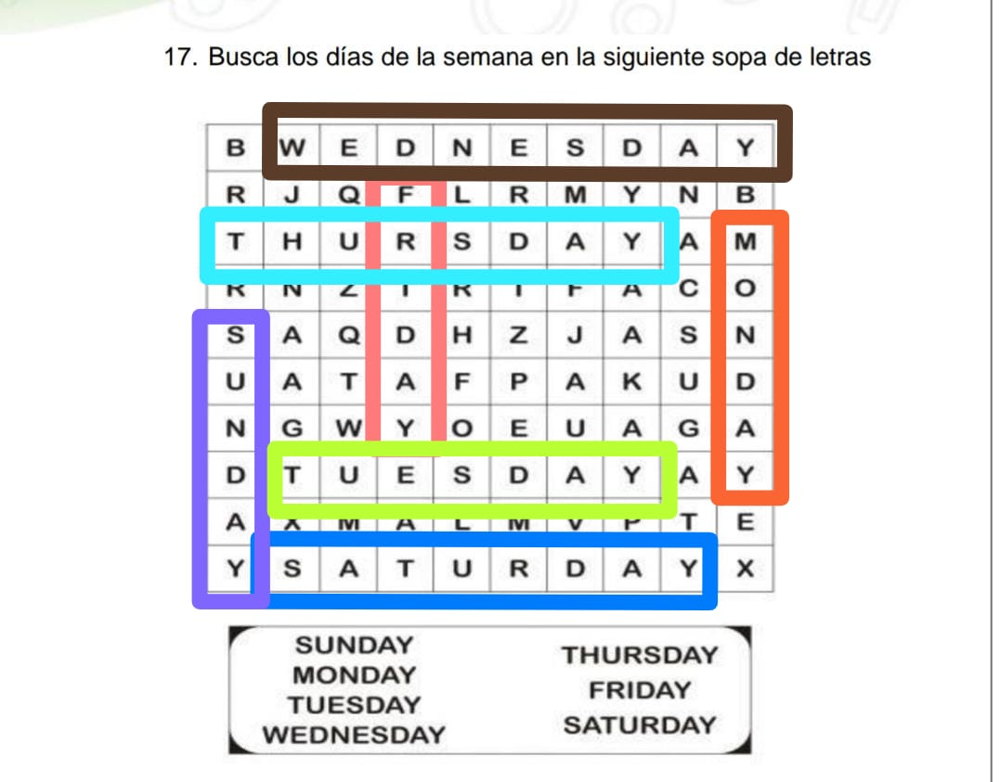 17. Busca los días de la semana en la siguiente sopa de letras
B W E D N E S D A Y
R J Q F L R M Y N B
T H U R S D A Y A M
R N Z I R I F A C O
S A Q D H Z J A S N
U A T A F P A K U D
N G W Y O E U A G A
D T U E S D A Y A Y
A X M A L M V P T E
Y S A T U R D A Y X
SUNDAY
MONDAY
TUESDAY
WEDNESDAY
THURSDAY
FRIDAY
SATURDAY